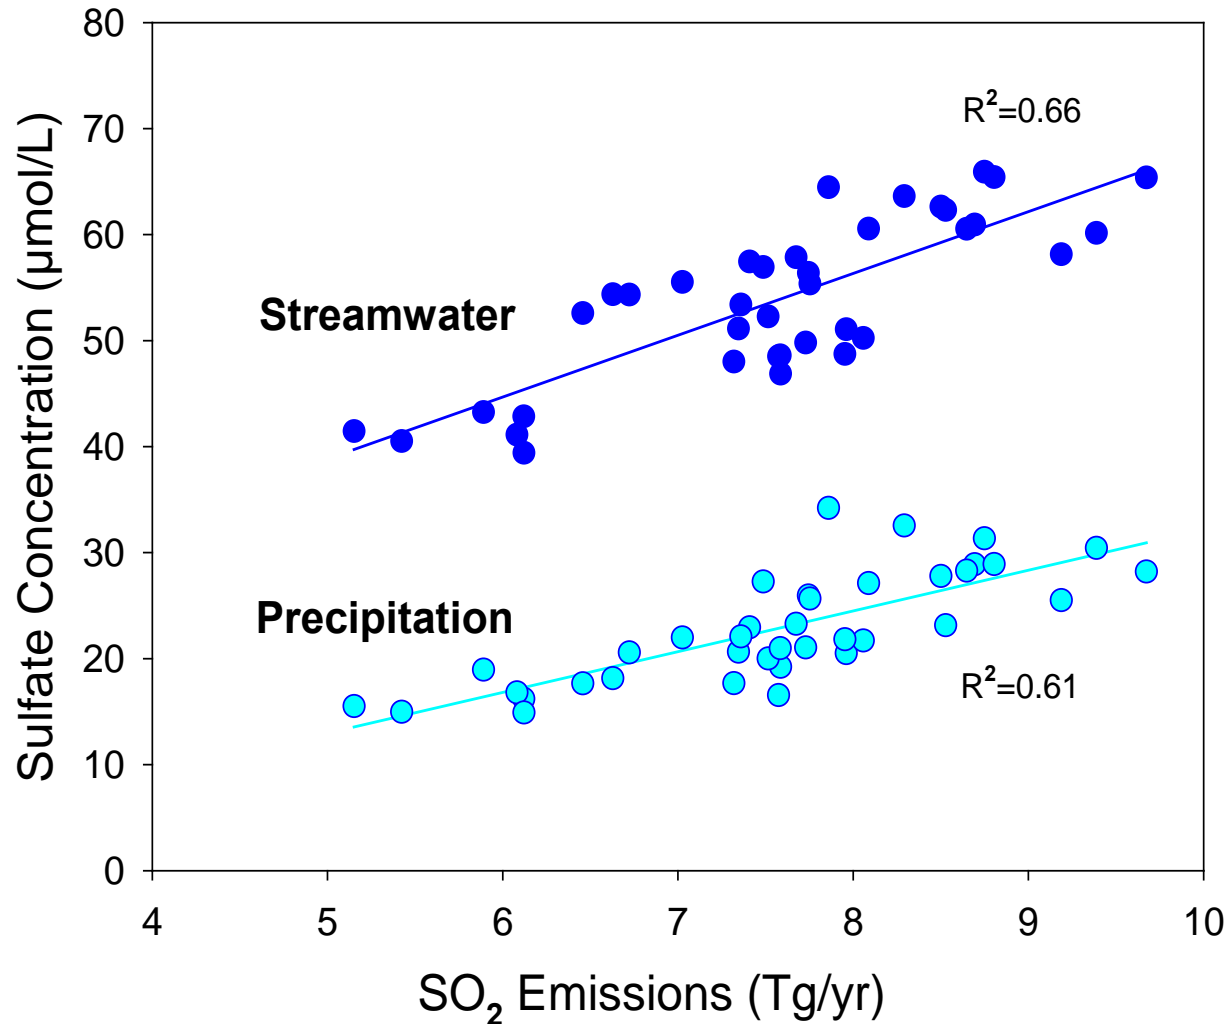 80
70
60
50
40
30
20
10
0
Sulfate Concentration (µmol/L)
R²=0.66
Streamwater
Precipitation
R²=0.61
4 5 6 7 8 9 10
SO₂ Emissions (Tg/yr)